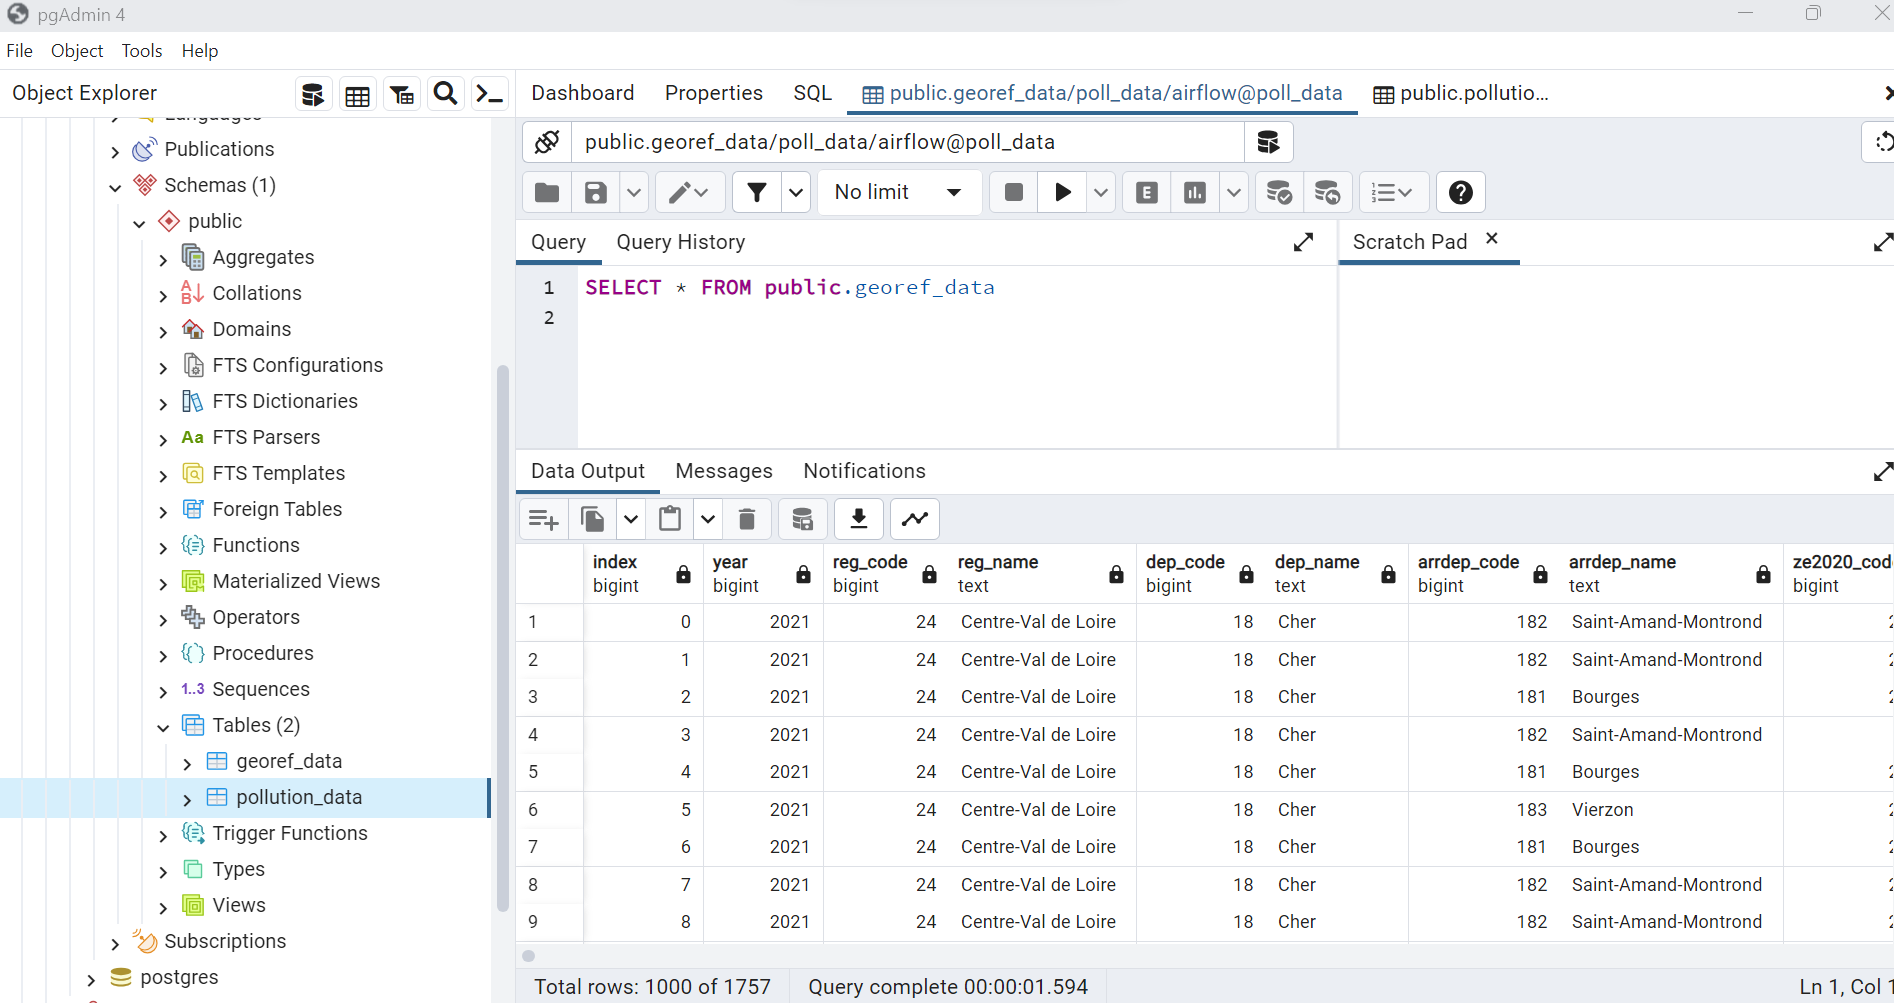 pgAdmin 4
File Object Tools Help
Object Explorer
Dashboard Properties SQL public.georef_data/poll_data/airflow@poll_data public.pollutio...
Languages
Publications
Schemas (1)
public
Aggregates
Collations
Domains
FTS Configurations
FTS Dictionaries
Aa FTS Parsers
FTS Templates
Foreign Tables
Functions
Materialized Views
Operators
Procedures
1..3 Sequences
Tables (2)
georef_data
pollution_data
Trigger Functions
Types
Views
Subscriptions
postgres
public.georef_data/poll_data/airflow@poll_data
No limit
E
Query Query History
Scratch Pad
1 SELECT * FROM public.georef_data
2
Data Output Messages Notifications
index year reg_code reg_name dep_code dep_name arrdep_code arrdep_name ze2020_cod
bigint bigint bigint text bigint text bigint text bigint
1 0 2021 24 Centre-Val de Loire 18 Cher 182 Saint-Amand-Montrond
2 1 2021 24 Centre-Val de Loire 18 Cher 182 Saint-Amand-Montrond
3 2 2021 24 Centre-Val de Loire 18 Cher 181 Bourges
4 3 2021 24 Centre-Val de Loire 18 Cher 182 Saint-Amand-Montrond
5 4 2021 24 Centre-Val de Loire 18 Cher 181 Bourges
6 5 2021 24 Centre-Val de Loire 18 Cher 183 Vierzon
7 6 2021 24 Centre-Val de Loire 18 Cher 181 Bourges
8 7 2021 24 Centre-Val de Loire 18 Cher 182 Saint-Amand-Montrond
9 8 2021 24 Centre-Val de Loire 18 Cher 182 Saint-Amand-Montrond
Total rows: 1000 of 1757 Query complete 00:00:01.594 Ln 1, Col 1